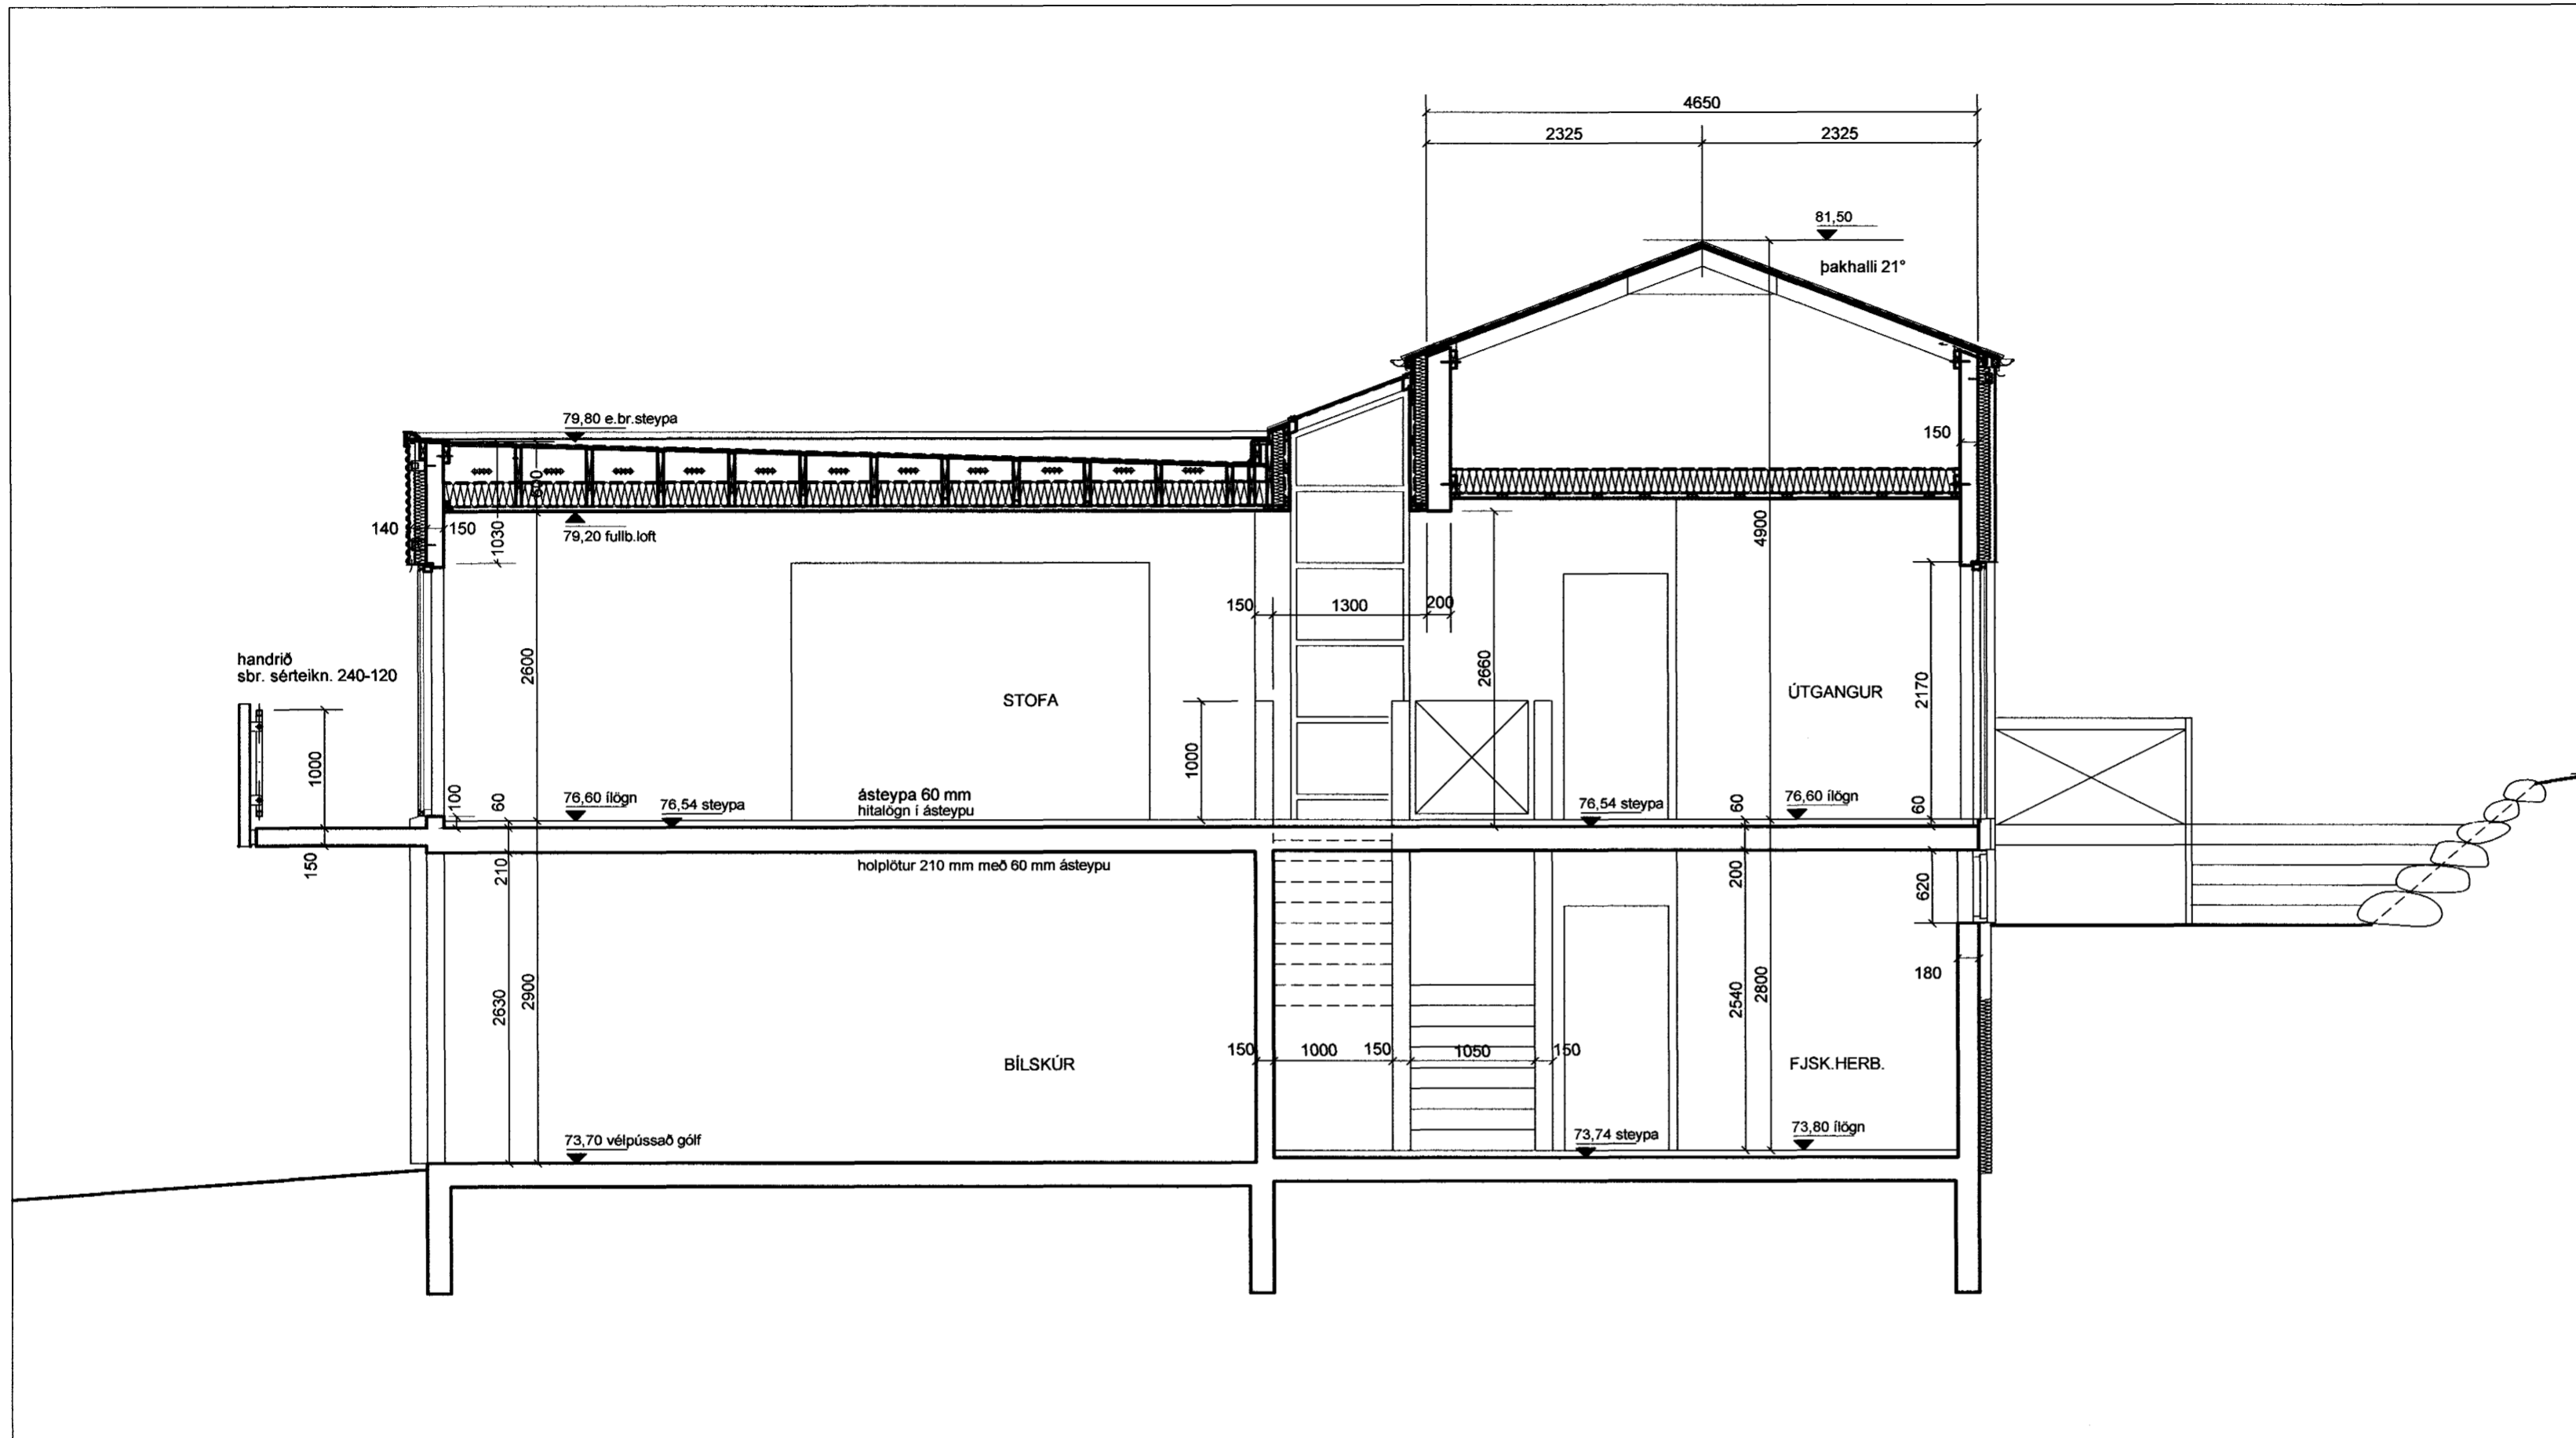 4650
2325
2325
81,50
þakhalli 21°
79,80 e.br.steypa
600
150
140
150
1030
79,20 fullb.loft
4900
150
1300
200
handrið
sbr. sérteikn. 240-120
2600
2660
2170
STOFA
ÚTGANGUR
1000
1000
100
60
76,60 ílögn
76,54 steypa
ásteypa 60 mm
hitalögn í ásteypu
76,54 steypa
60
76,60 ílögn
60
150
210
holplötur 210 mm með 60 mm ásteypu
200
620
2630
2900
2540
2800
180
BÍLSKÚR
150
1000
150
1050
150
FJSK.HERB.
73,70 vélpússað gólf
73,74 steypa
73,80 ílögn